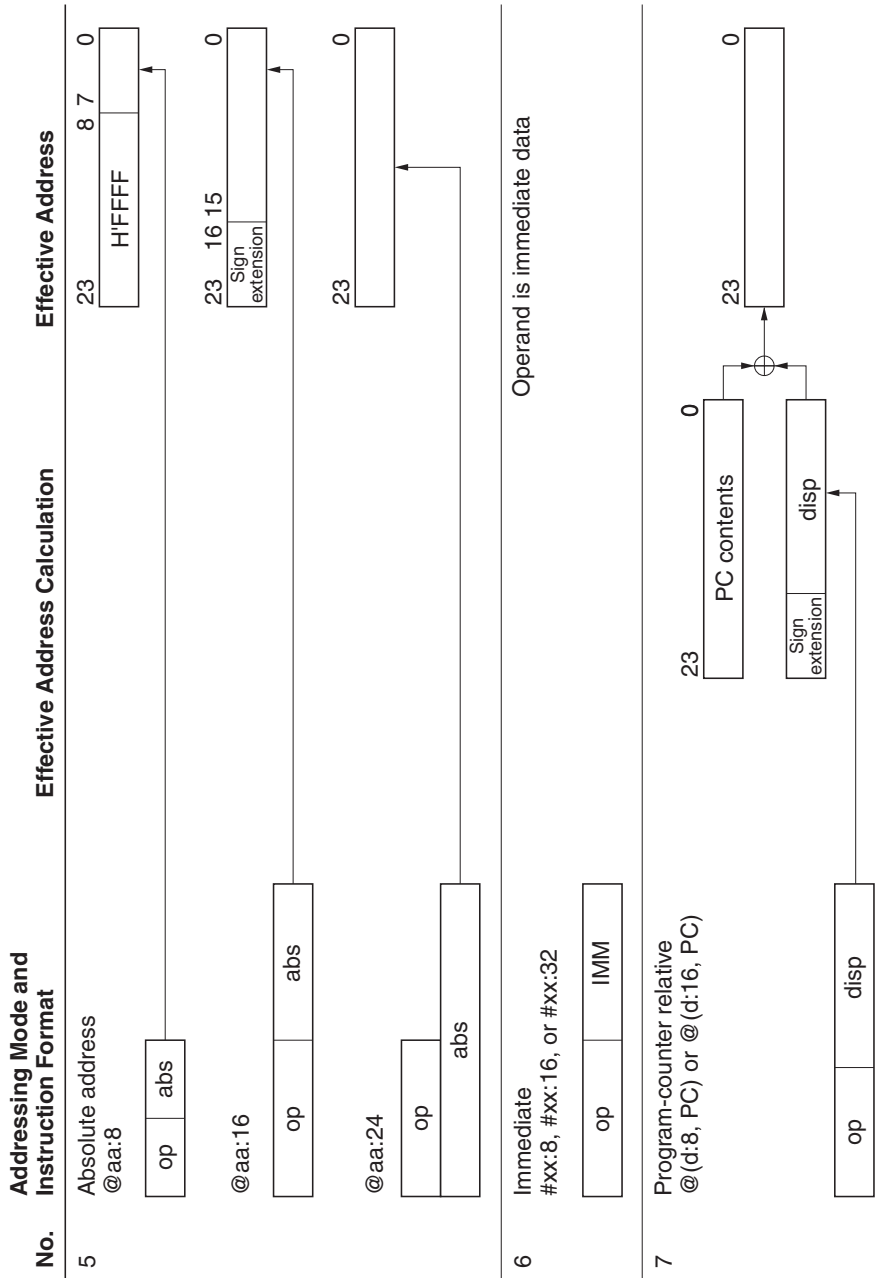 No.
Addressing Mode and
Instruction Format
Effective Address Calculation
Effective Address
5
Absolute address
@aa:8
op abs
23 8 7 0
H'FFFF
@aa:16
op abs
23 16 15 0
Sign
extension
@aa:24
op
abs
23 0
6
Immediate
#xx:8, #xx:16, or #xx:32
op IMM
Operand is immediate data
7
Program-counter relative
@(d:8, PC) or @(d:16, PC)
op disp
23 0
PC contents
Sign
extension
disp
23 0